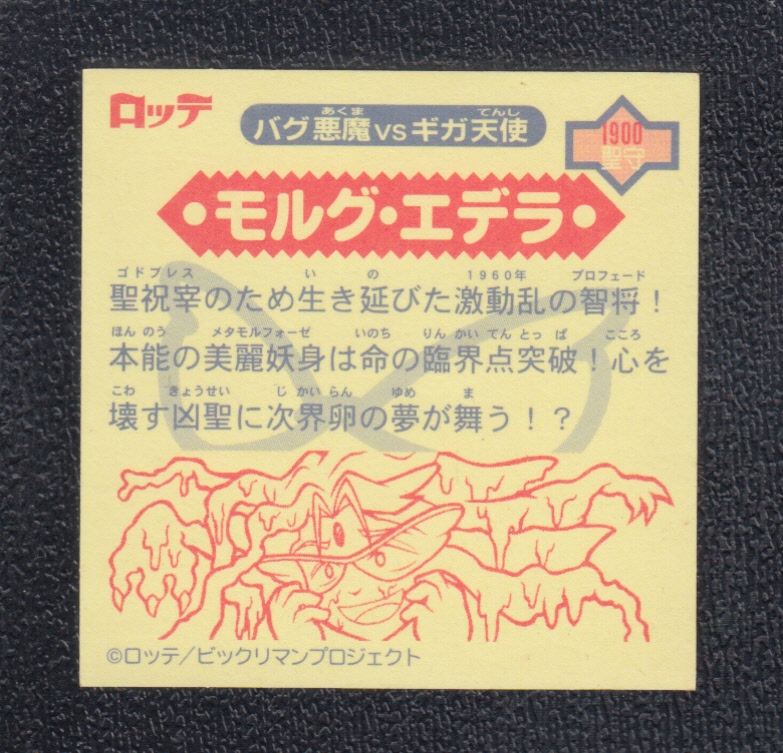 ロッテ
あくま てんし
バグ悪魔VSギガ天使
1900
聖守
・モルグ・エデラ・
ゴドブレス い の 1960年 プロフェード
聖祝宰のため生き延びた激動乱の智将！
ほんのう メタモルフォーゼ いのち りんかいてんとっぱ こころ
本能の美麗妖身は命の臨界点突破！心を
こわ きょうせい じかいらん ゆめ ま
壊す凶聖に次界卵の夢が舞う！？
©ロッテ／ビックリマンプロジェクト